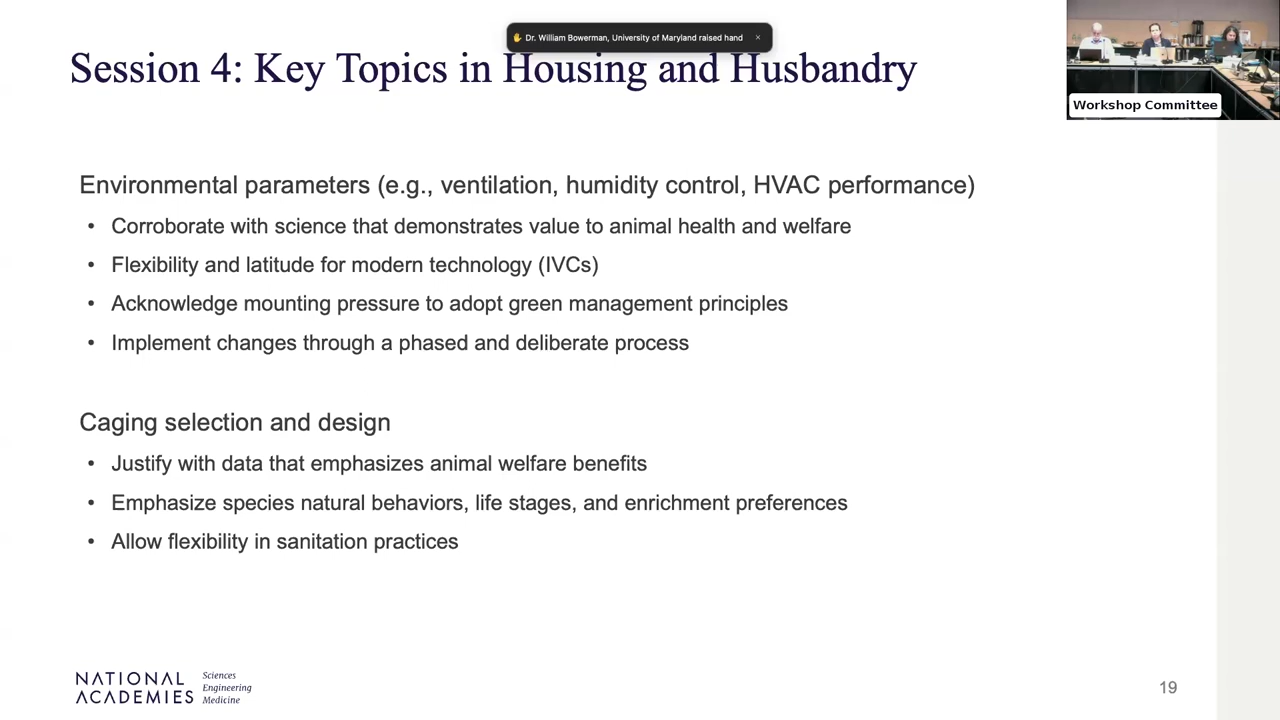 ✋ Dr. William Bowerman, University of Maryland raised hand ×
Session 4: Key Topics in Housing and Husbandry
Workshop Committee
Environmental parameters (e.g., ventilation, humidity control, HVAC performance)
• Corroborate with science that demonstrates value to animal health and welfare
• Flexibility and latitude for modern technology (IVCs)
• Acknowledge mounting pressure to adopt green management principles
• Implement changes through a phased and deliberate process
Caging selection and design
• Justify with data that emphasizes animal welfare benefits
• Emphasize species natural behaviors, life stages, and enrichment preferences
• Allow flexibility in sanitation practices
NATIONAL ACADEMIES
Sciences
Engineering
Medicine
19